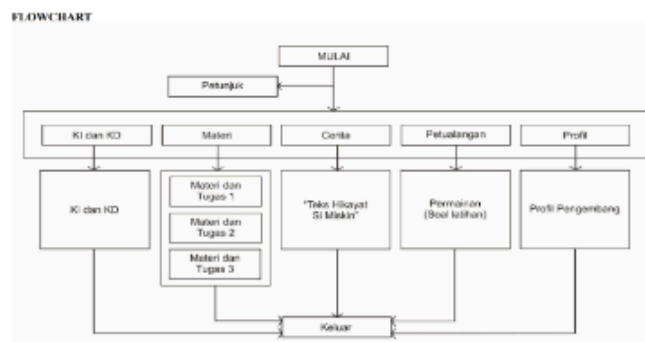 FLOWCHART
MULAI
Petunjuk
KI dan KD
Materi
Cerita
Petualangan
Profil
KI dan KD
Materi dan
Tugas 1
Materi dan
Tugas 2
Materi dan
Tugas 3
"Teks Hikayat
Si Miskin"
Permainan
(Soal latihan)
Profil Pengembang
Keluar